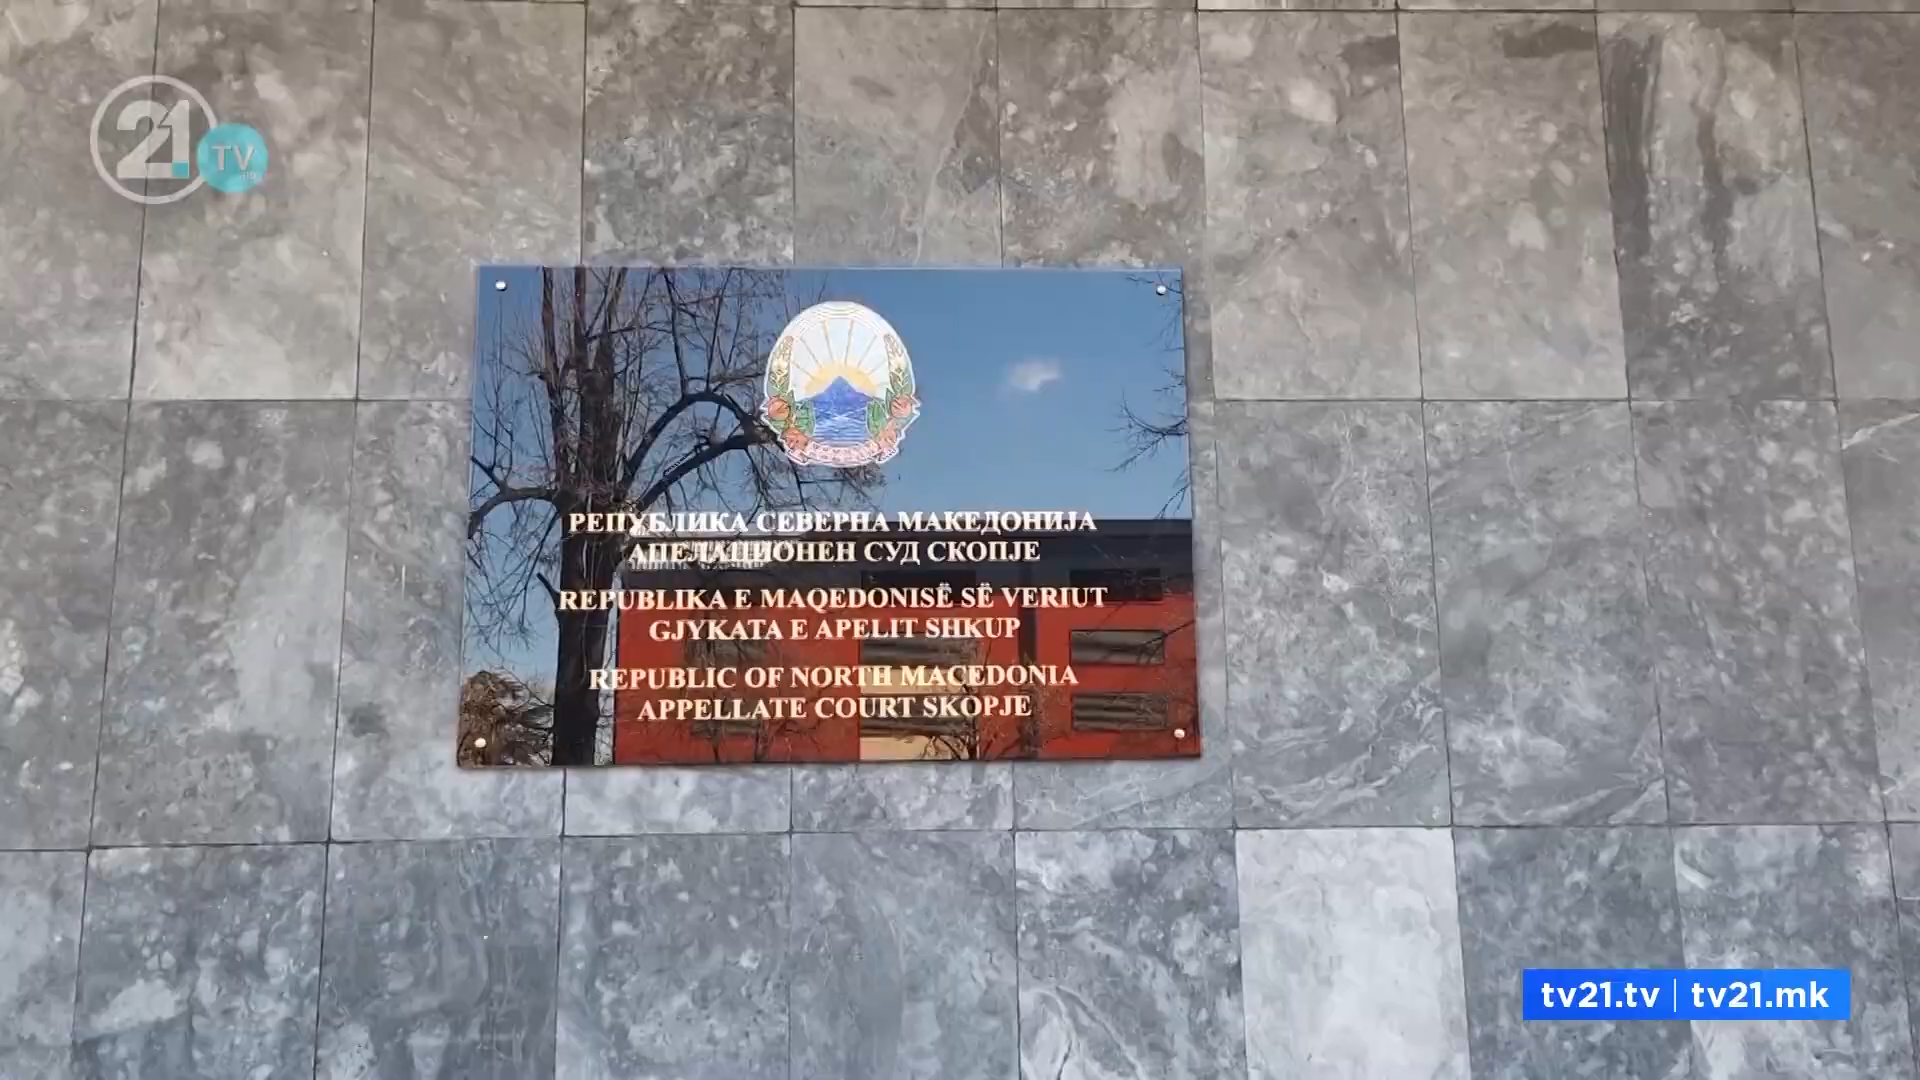 21 TV HD
РЕПУБЛИКА СЕВЕРНА МАКЕДОНИЈА
АПЕЛАЦИОНЕН СУД СКОПЈЕ
REPUBLIKA E MAQEDONISË SË VERIUT
GJYKATA E APELIT SHKUP
REPUBLIC OF NORTH MACEDONIA
APPELLATE COURT SKOPJE
tv21.tv | tv21.mk